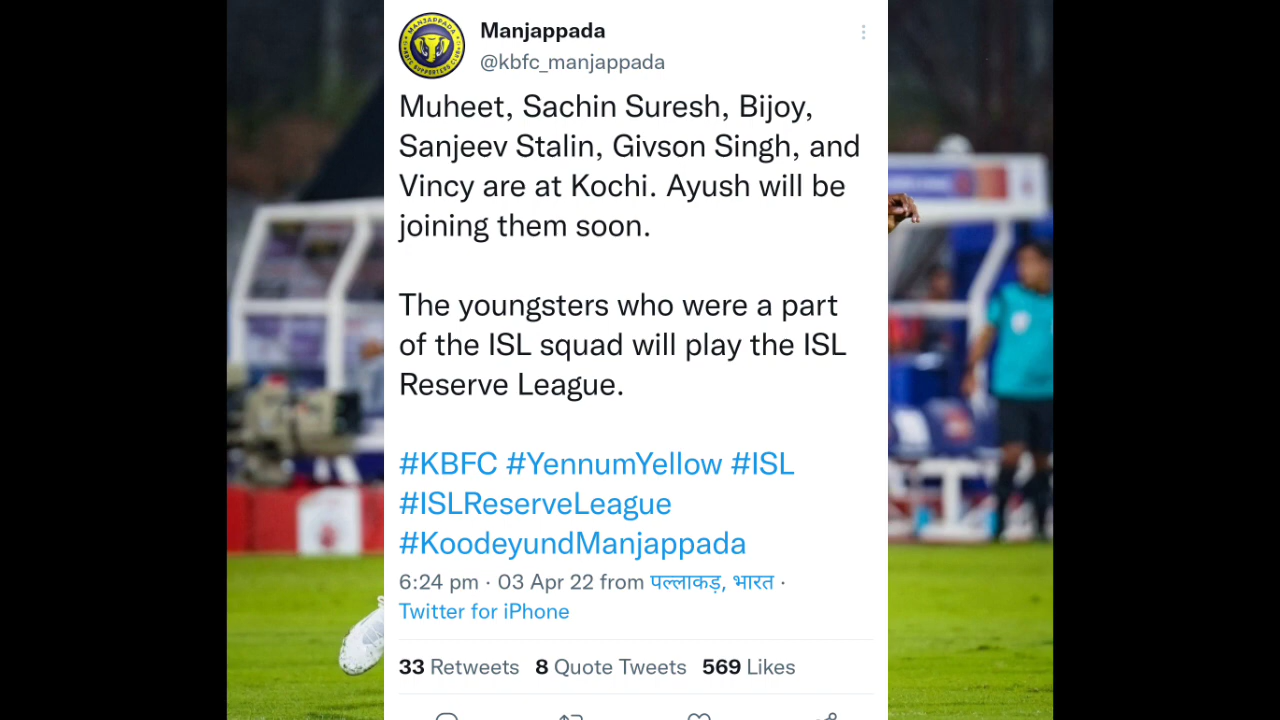 Manjappada
@kbfc_manjappada
Muheet, Sachin Suresh, Bijoy,
Sanjeev Stalin, Givson Singh, and
Vincy are at Kochi. Ayush will be
joining them soon.
The youngsters who were a part
of the ISL squad will play the ISL
Reserve League.
#KBFC #YennumYellow #ISL
#ISLReserveLeague
#KoodeyundManjappada
6:24 pm · 03 Apr 22 from पल्लाकड़, भारत ·
Twitter for iPhone
33 Retweets 8 Quote Tweets 569 Likes